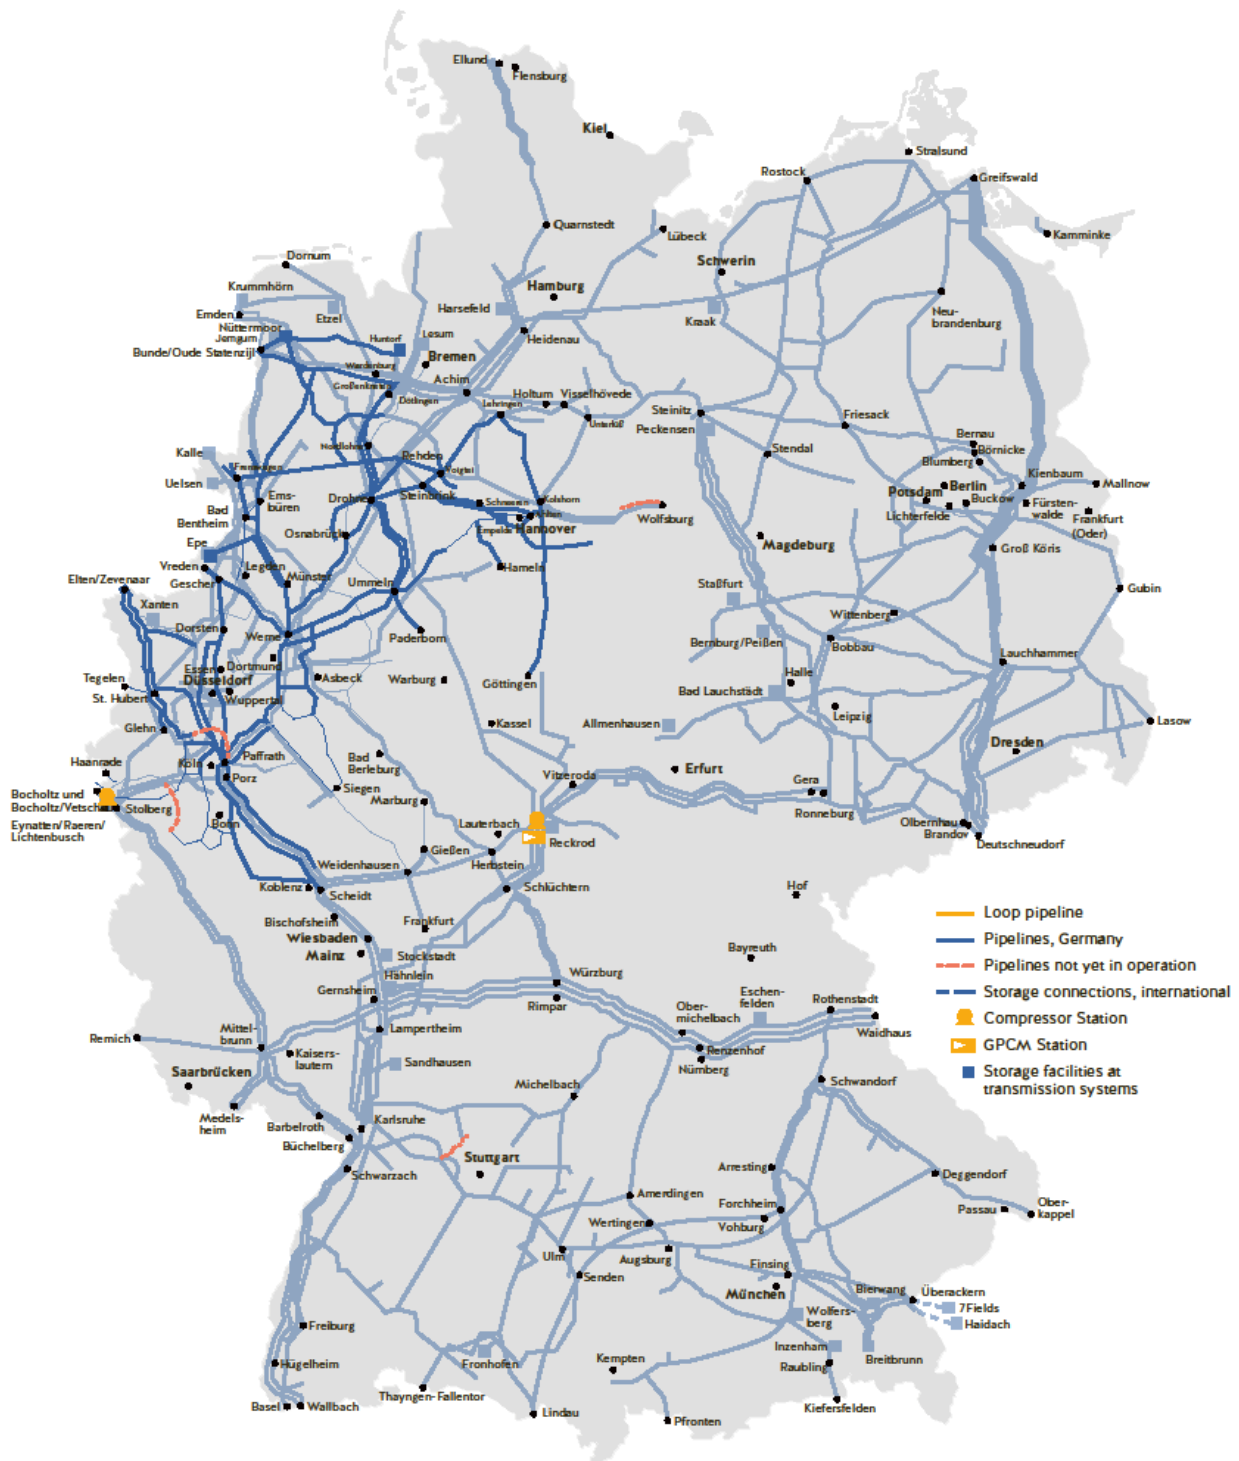 Ellund
Flensburg
Kiel
Stralsund
Rostock
Greifswald
Quarnstedt
Lübeck
Kamminke
Dornum
Schwerin
Krummhörn
Hamburg
Emden
Etzel
Harsefeld
Kraak
Neu-
brandenburg
Nüttermoor
Jemgum
Huntorf
Lesum
Heidenau
Bunde/Oude Statenzijl
Bremen
Wardenburg
Achim
Großenkneten
Dötlingen
Holtum
Visselhövede
Lehringen
Unterlüß
Steinitz
Peckensen
Friesack
Bernau
Börnicke
Blumberg
Nordlohne
Rehden
Stendal
Kalle
Frensdorfen
Voigtei
Kienbaum
Mallnow
Uelsen
Ems-
büren
Drohne
Steinbrink
Schneeren
Kolshorn
Potsdam
Berlin
Buckow
Lichterfelde
Fürsten-
walde
Frankfurt
(Oder)
Bad
Bentheim
Ahlten
Empelde
Hannover
Wolfsburg
Osnabrück
Magdeburg
Groß Köris
Epe
Vreden
Legden
Hameln
Elten/Zevenaar
Gescher
Münster
Ummeln
Staßfurt
Gubin
Xanten
Wittenberg
Dorsten
Werne
Paderborn
Bernburg/Peißen
Bobbau
Lauchhammer
Essen
Dortmund
Tegelen
Düsseldorf
Asbeck
Warburg
Göttingen
Halle
Bad Lauchstädt
St. Hubert
Wuppertal
Leipzig
Lasow
Glehn
Kassel
Allmenhausen
Dresden
Haanrade
Köln
Paffrath
Porz
Bad
Berleburg
Erfurt
Vitzeroda
Gera
Bocholtz und
Bocholtz/Vetschau
Stolberg
Siegen
Marburg
Ronneburg
Eynatten/Raeren/
Lichtenbusch
Bonn
Lauterbach
Olbernhau
Brandov
Reckrod
Deutschneudorf
Gießen
Weidenhausen
Herbstein
Koblenz
Scheidt
Schlüchtern
Hof
Bischofsheim
Frankfurt
Loop pipeline
Wiesbaden
Pipelines, Germany
Mainz
Stockstadt
Bayreuth
Pipelines not yet in operation
Hähnlein
Würzburg
Gernsheim
Eschen-
felden
Storage connections, international
Rimpar
Ober-
michelbach
Rothenstadt
Compressor Station
Remich
Mittel-
brunn
Lampertheim
Waidhaus
Renzenhof
GPCM Station
Kaisers-
lautern
Sandhausen
Nürnberg
Storage facilities at
transmission systems
Saarbrücken
Michelbach
Schwandorf
Medels-
heim
Barbelroth
Karlsruhe
Büchelberg
Stuttgart
Schwarzach
Arresting
Deggendorf
Amerdingen
Forchheim
Passau
Ober-
kappel
Wertingen
Vohburg
Ulm
Augsburg
Finsing
Senden
München
Bierwang
Überackern
7Fields
Wolfers-
berg
Haidach
Freiburg
Inzenham
Hügelheim
Fronhofen
Kempten
Raubling
Breitbrunn
Thayngen-Fallentor
Basel
Wallbach
Lindau
Kiefersfelden
Pfronten